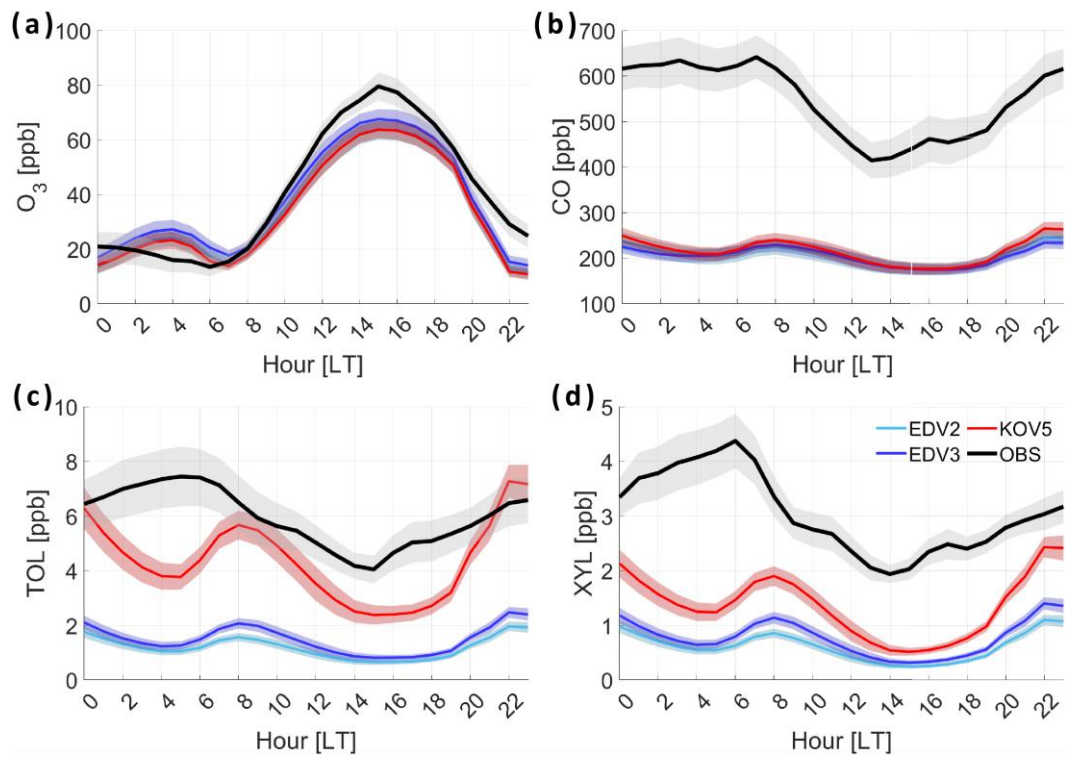 (a)
100
80
60
40
20
0
O3 [ppb]
0 2 4 6 8 10 12 14 16 18 20 22
Hour [LT]
(b)
700
600
500
400
300
200
100
CO [ppb]
0 2 4 6 8 10 12 14 16 18 20 22
Hour [LT]
(c)
10
8
6
4
2
0
TOL [ppb]
0 2 4 6 8 10 12 14 16 18 20 22
Hour [LT]
(d)
5
4
3
2
1
0
XYL [ppb]
EDV2 KOV5
EDV3 OBS
0 2 4 6 8 10 12 14 16 18 20 22
Hour [LT]